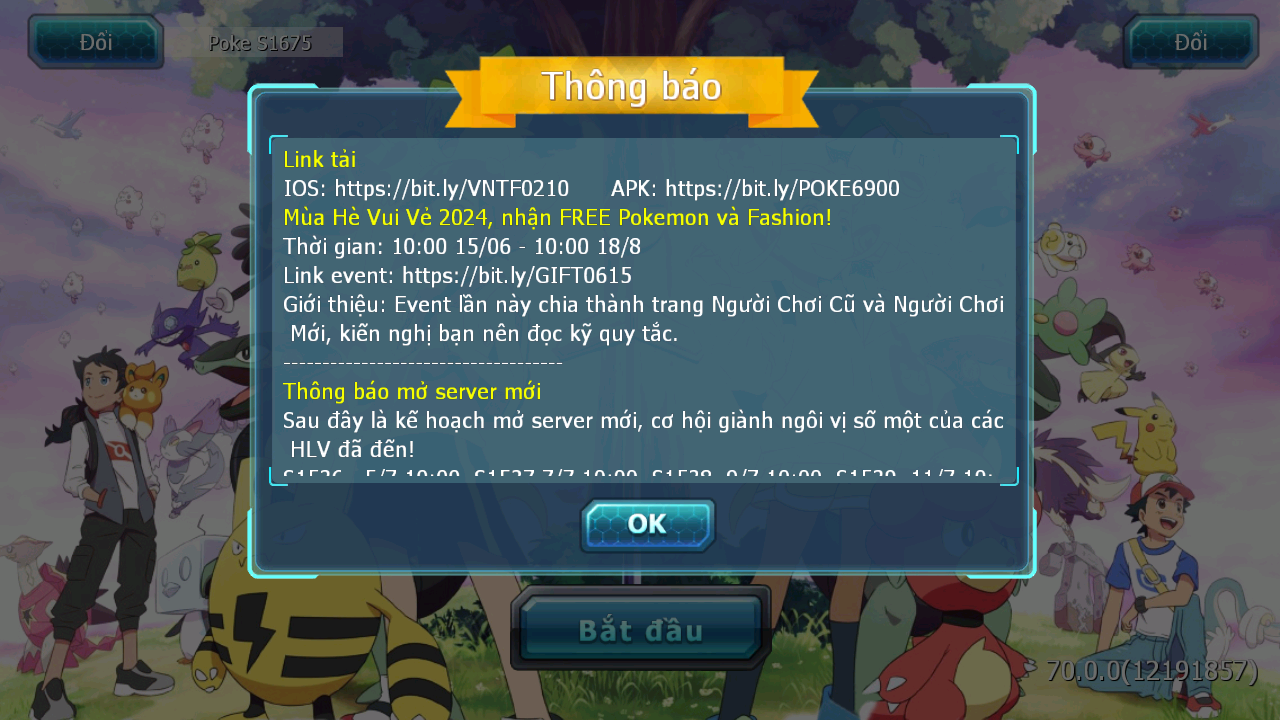 Đổi
Poke S1675
Đổi
Thông báo
Link tải
IOS: https://bit.ly/VNTF0210 APK: https://bit.ly/POKE6900
Mùa Hè Vui Vẻ 2024, nhận FREE Pokemon và Fashion!
Thời gian: 10:00 15/06 - 10:00 18/8
Link event: https://bit.ly/GIFT0615
Giới thiệu: Event lần này chia thành trang Người Chơi Cũ và Người Chơi
Mới, kiến nghị bạn nên đọc kỹ quy tắc.
------------------------------------
Thông báo mở server mới
Sau đây là kế hoạch mở server mới, cơ hội giành ngôi vị số một của các
HLV đã đến!
OK
Bắt đầu
70.0.0(12191857)